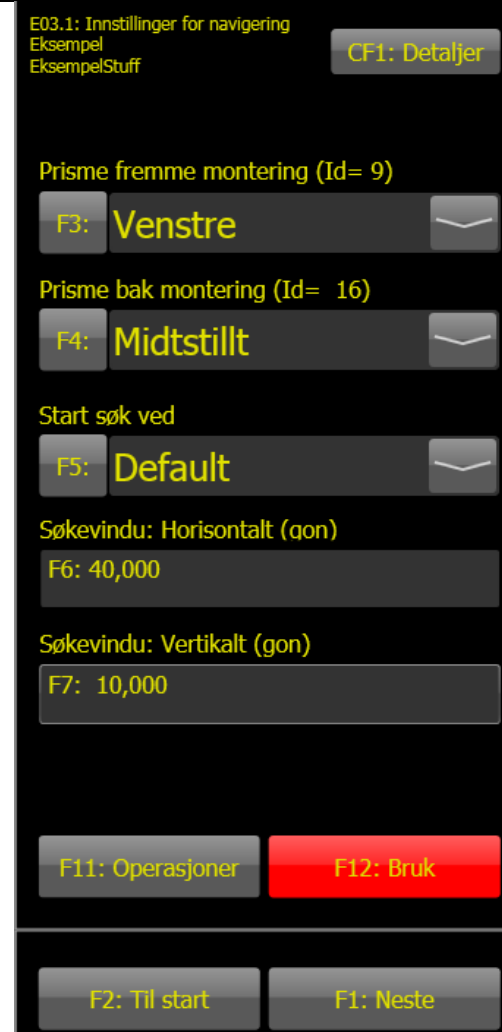 E03.1: Innstillinger for navigering
Eksempel
EksempelStuff
CF1: Detaljer
Prisme fremme montering (Id= 9)
F3: Venstre
Prisme bak montering (Id=  16)
F4: Midtstillt
Start søk ved
F5: Default
Søkevindu: Horisontalt (gon)
F6: 40,000
Søkevindu: Vertikalt (gon)
F7:  10,000
F11: Operasjoner
F12: Bruk
F2: Til start
F1: Neste